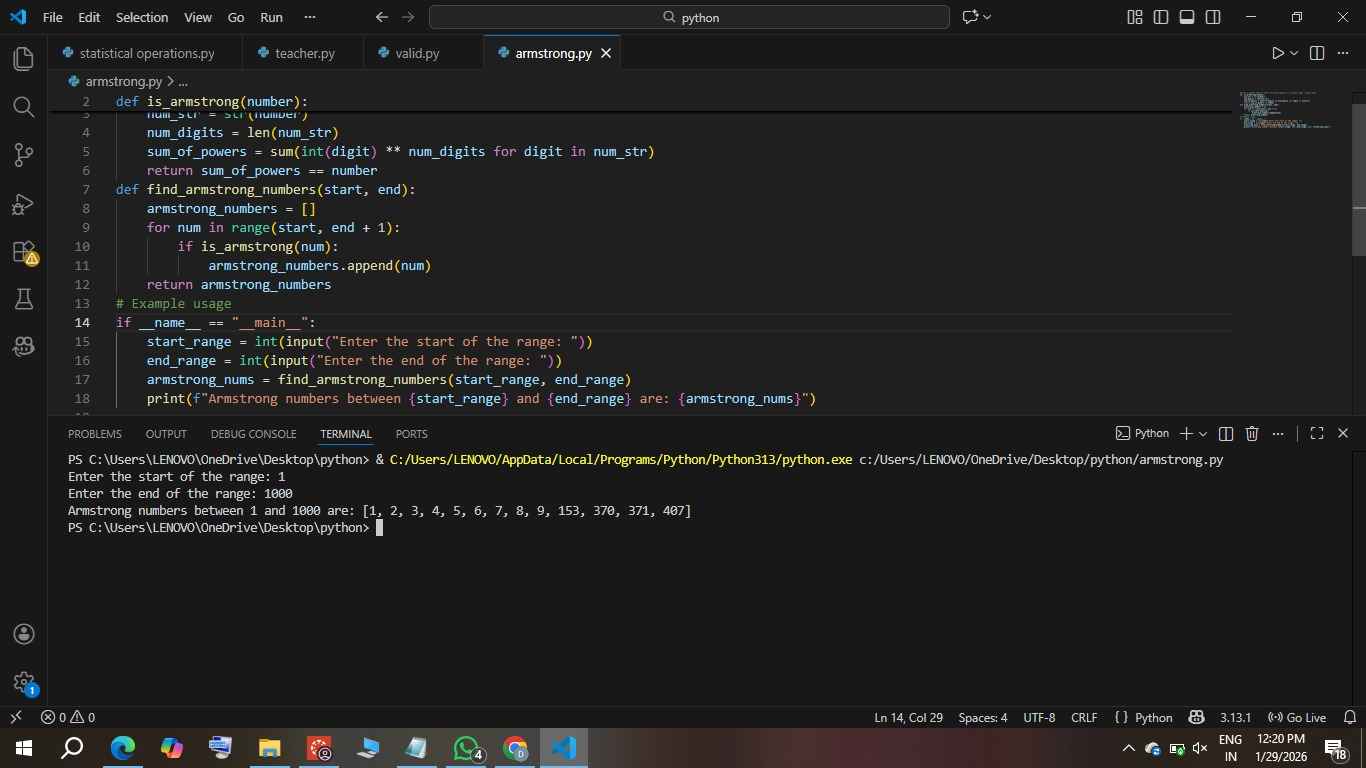 File Edit Selection View Go Run ··· python
statistical operations.py teacher.py valid.py armstrong.py
armstrong.py > ...
2 def is_armstrong(number):
3 num_str = str(number)
4 num_digits = len(num_str)
5 sum_of_powers = sum(int(digit) ** num_digits for digit in num_str)
6 return sum_of_powers == number
7 def find_armstrong_numbers(start, end):
8 armstrong_numbers = []
9 for num in range(start, end + 1):
10 if is_armstrong(num):
11 armstrong_numbers.append(num)
12 return armstrong_numbers
13 # Example usage
14 if __name__ == "__main__":
15 start_range = int(input("Enter the start of the range: "))
16 end_range = int(input("Enter the end of the range: "))
17 armstrong_nums = find_armstrong_numbers(start_range, end_range)
18 print(f"Armstrong numbers between {start_range} and {end_range} are: {armstrong_nums}")
PROBLEMS OUTPUT DEBUG CONSOLE TERMINAL PORTS Python
PS C:\Users\LENOVO\OneDrive\Desktop\python> & C:/Users/LENOVO/AppData/Local/Programs/Python/Python313/python.exe c:/Users/LENOVO/OneDrive/Desktop/python/armstrong.py
Enter the start of the range: 1
Enter the end of the range: 1000
Armstrong numbers between 1 and 1000 are: [1, 2, 3, 4, 5, 6, 7, 8, 9, 153, 370, 371, 407]
PS C:\Users\LENOVO\OneDrive\Desktop\python>
1
0 0 Ln 14, Col 29 Spaces: 4 UTF-8 CRLF { } Python 3.13.1 Go Live
4 D ENG 12:20 PM
IN 1/29/2026 18